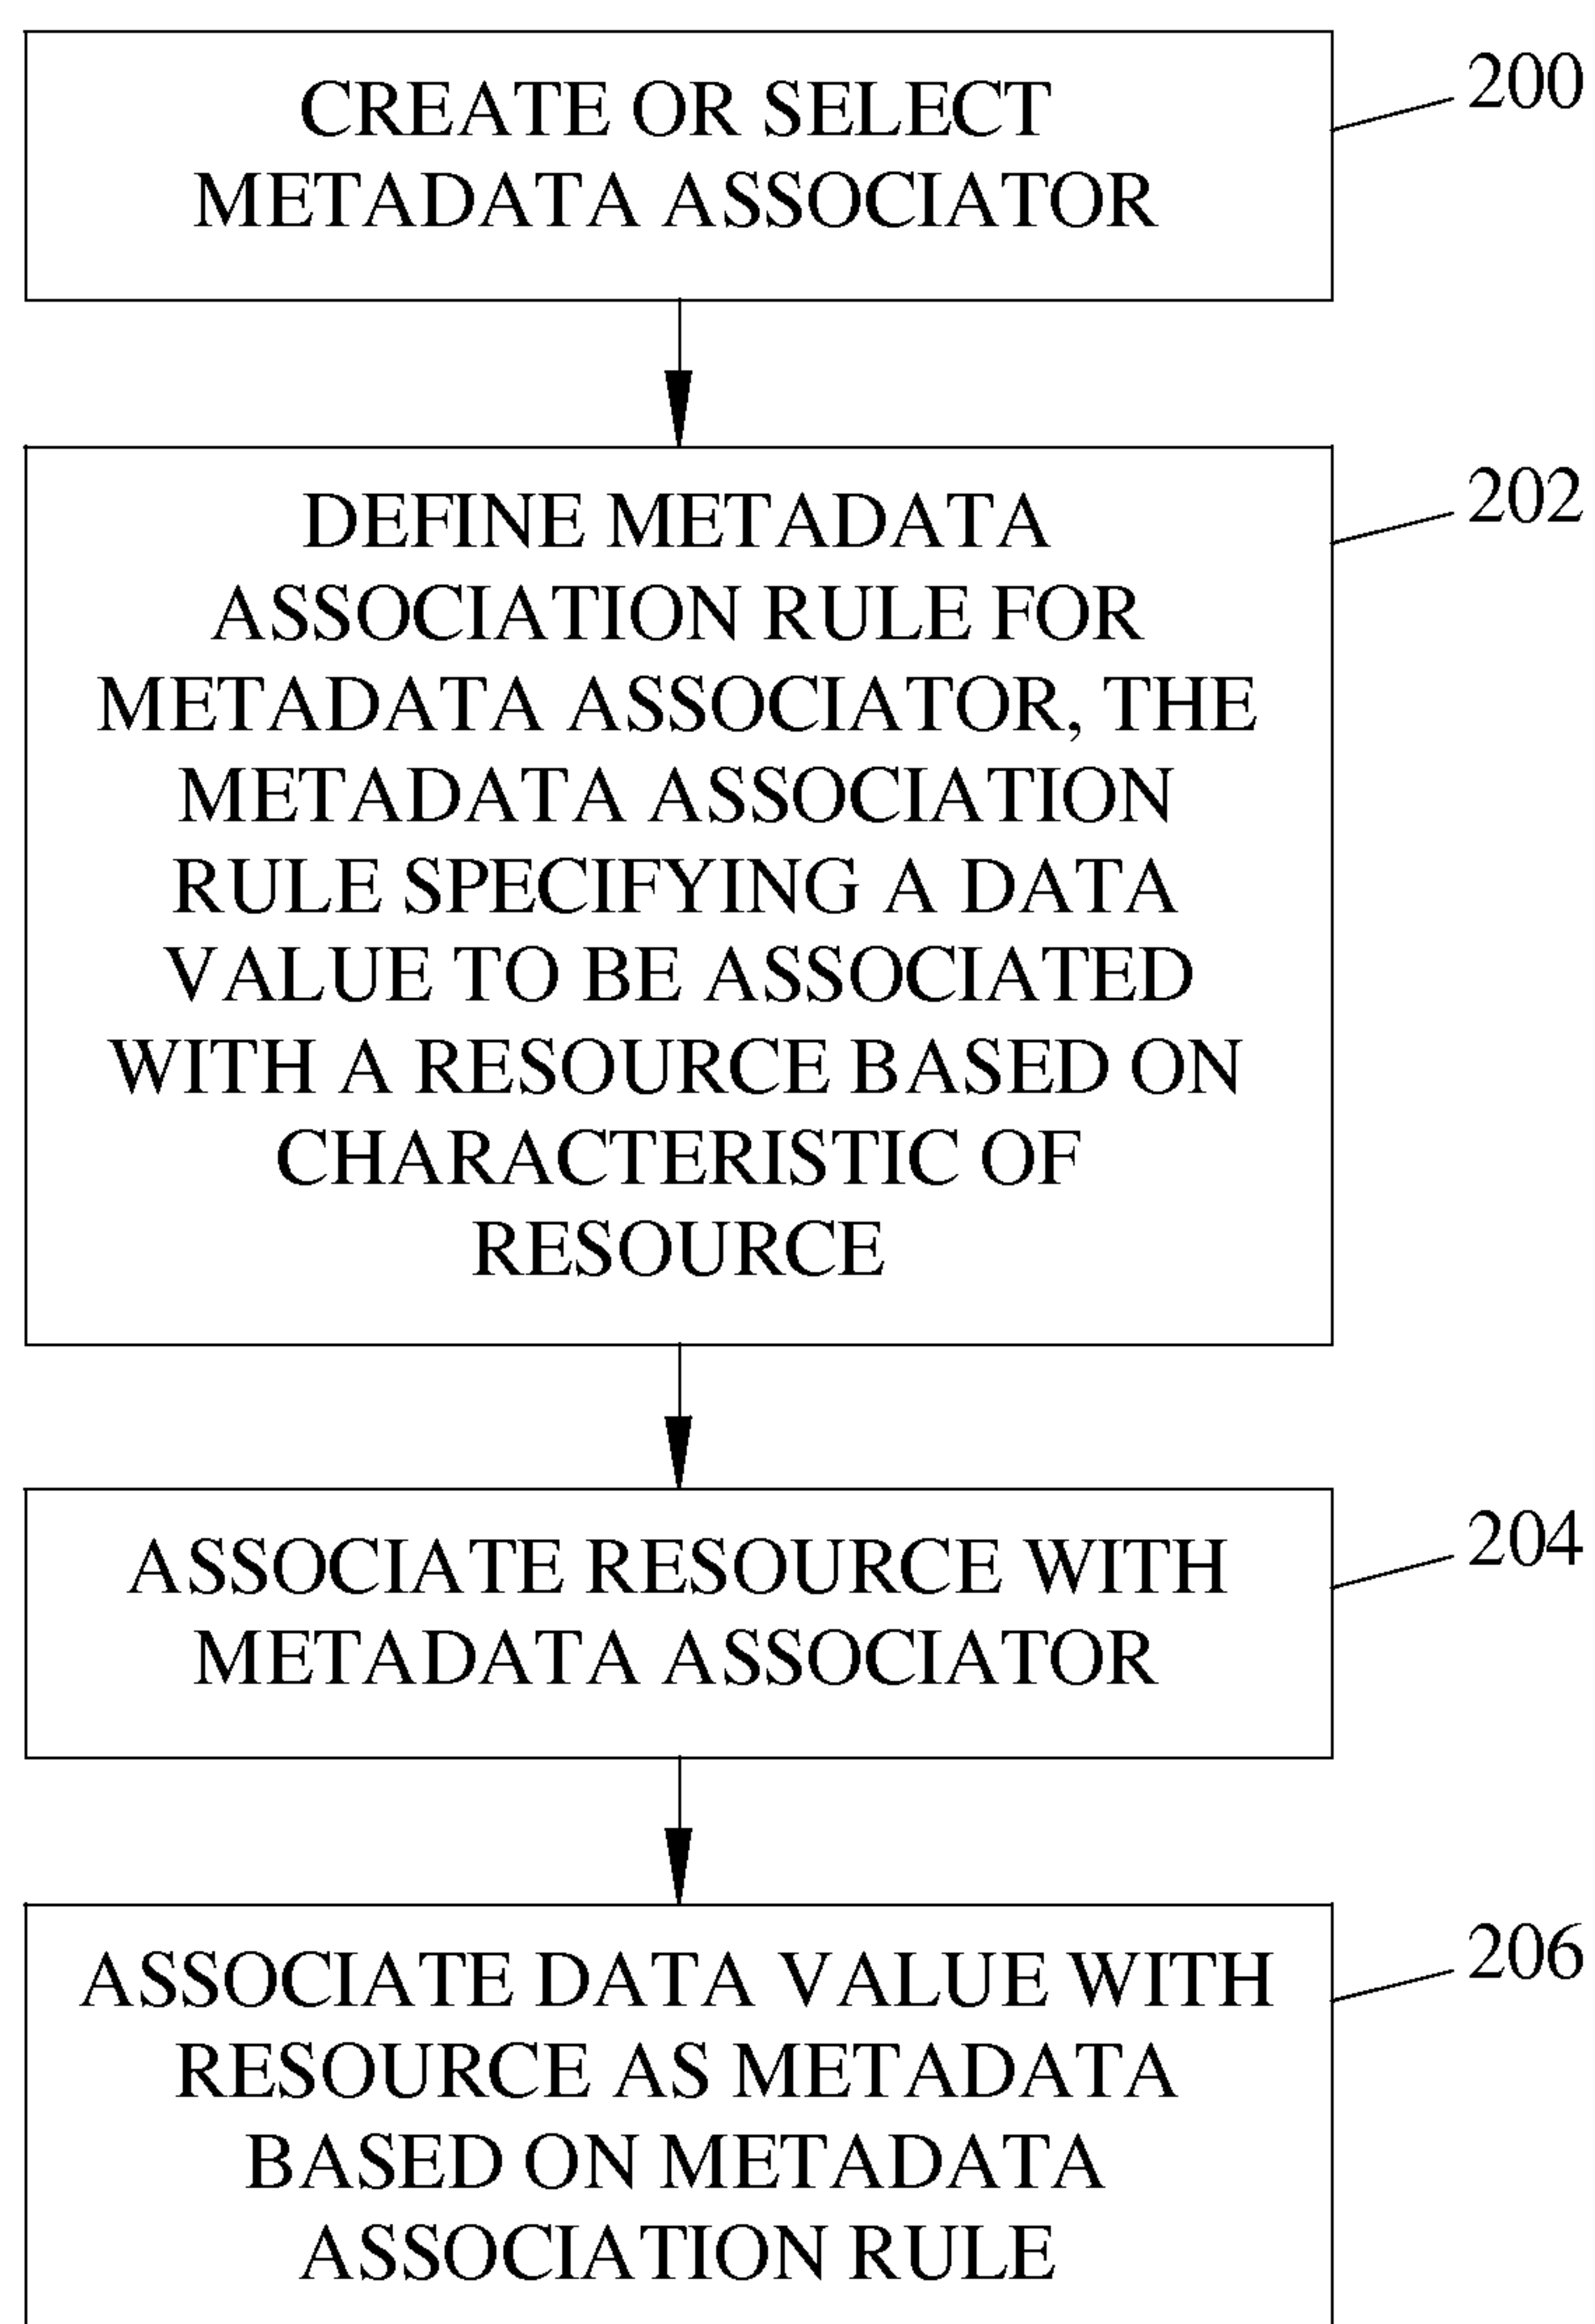 CREATE OR SELECT
METADATA ASSOCIATOR
200
DEFINE METADATA
ASSOCIATION RULE FOR
METADATA ASSOCIATOR, THE
METADATA ASSOCIATION
RULE SPECIFYING A DATA
VALUE TO BE ASSOCIATED
WITH A RESOURCE BASED ON
CHARACTERISTIC OF
RESOURCE
202
ASSOCIATE RESOURCE WITH
METADATA ASSOCIATOR
204
ASSOCIATE DATA VALUE WITH
RESOURCE AS METADATA
BASED ON METADATA
ASSOCIATION RULE
206